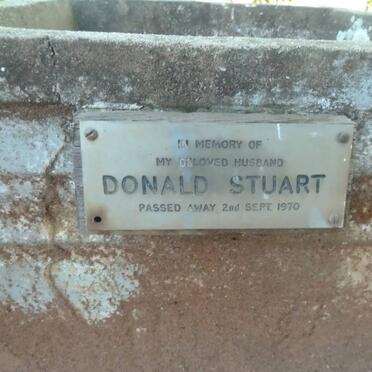 IN MEMORY OF
MY BELOVED HUSBAND
DONALD STUART
PASSED AWAY 2nd SEPT. 1970